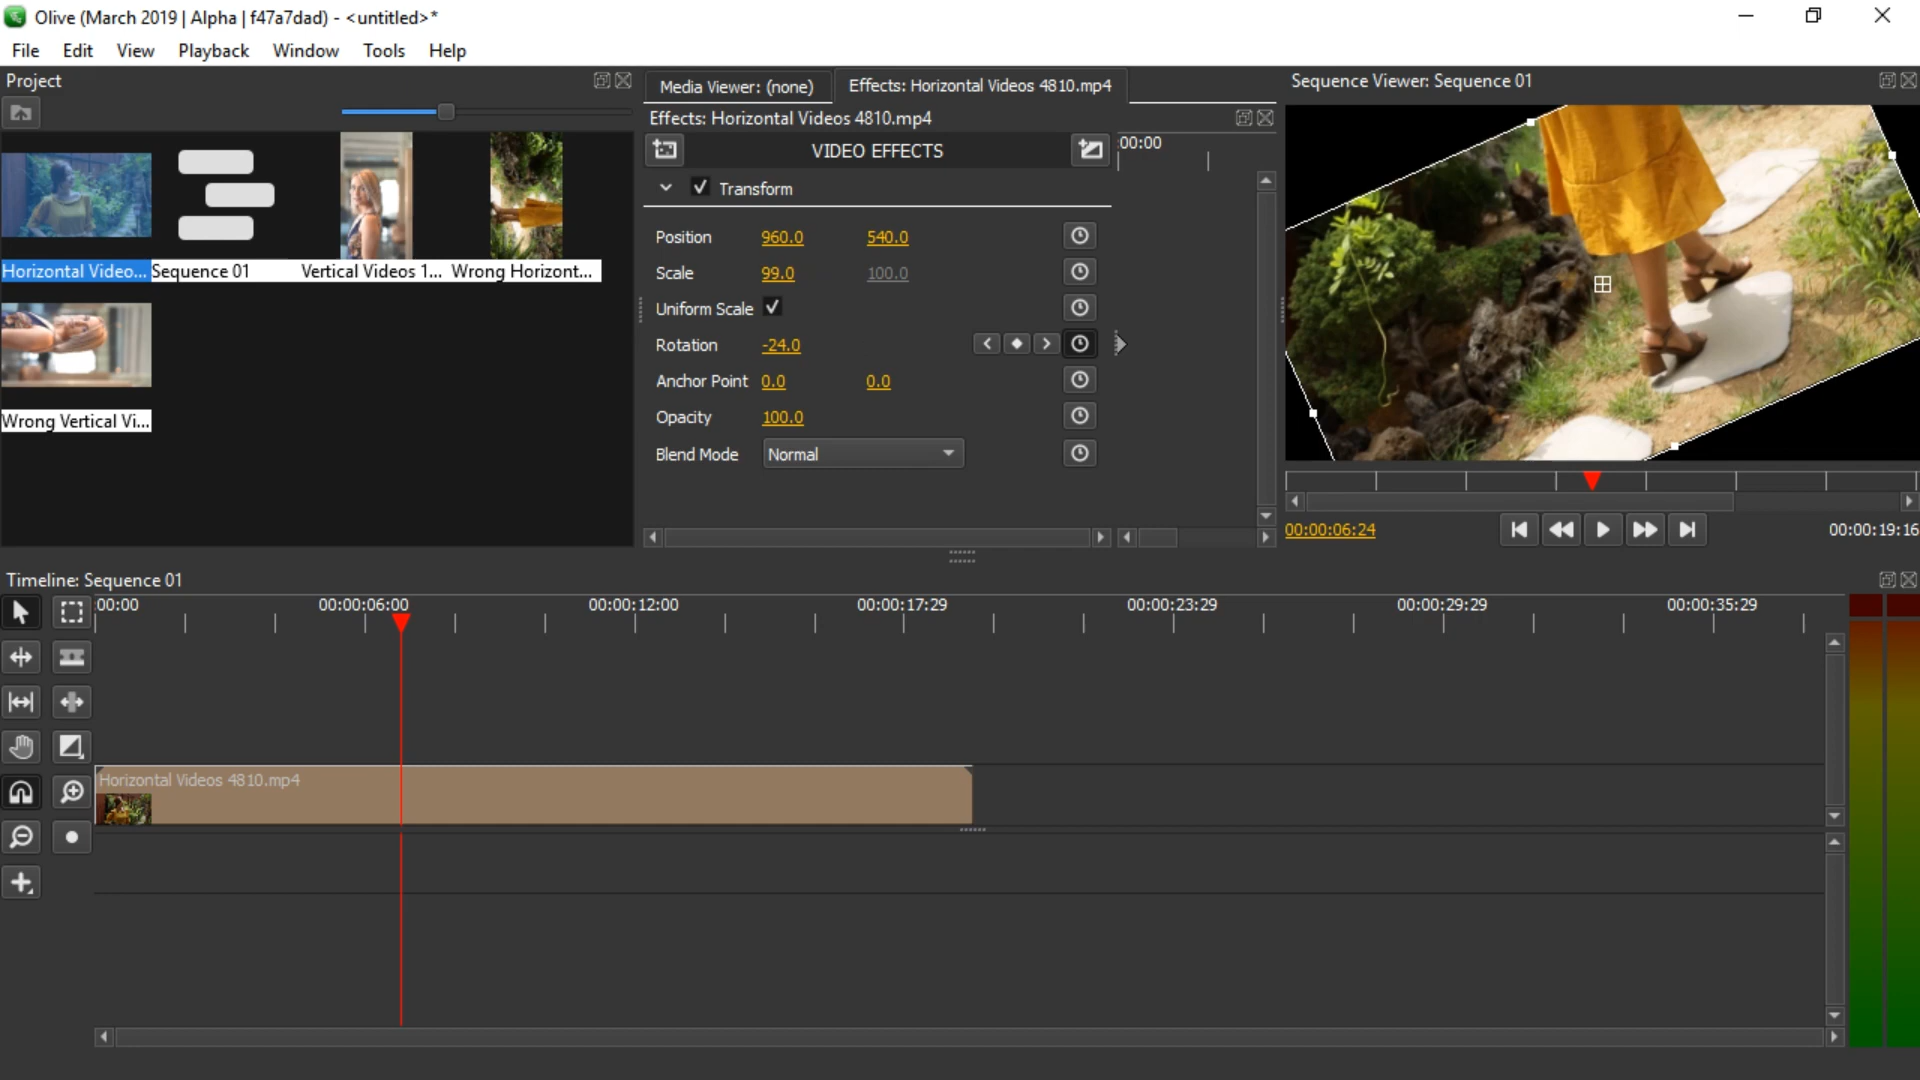 Olive (March 2019 | Alpha | f47a7dad) - <untitled>*
File Edit View Playback Window Tools Help
Project
Media Viewer: (none) Effects: Horizontal Videos 4810.mp4
Sequence Viewer: Sequence 01
Effects: Horizontal Videos 4810.mp4
VIDEO EFFECTS
:00:00
Transform
Position 960.0 540.0
Scale 99.0 100.0
Uniform Scale
Rotation -24.0
Anchor Point 0.0 0.0
Opacity 100.0
Blend Mode Normal
Horizontal Video... Sequence 01 Vertical Videos 1... Wrong Horizont...
Wrong Vertical Vi...
00:00:06:24 00:00:19:16
Timeline: Sequence 01
:00:00 00:00:06:00 00:00:12:00 00:00:17:29 00:00:23:29 00:00:29:29 00:00:35:29
Horizontal Videos 4810.mp4